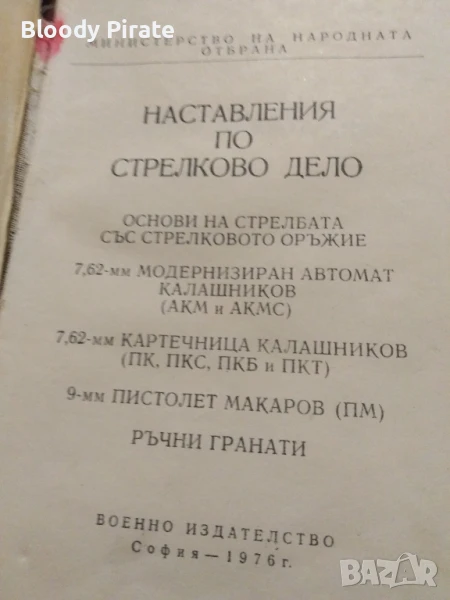 Bloody Pirate
МИНИСТЕРСТВО НА НАРОДНАТА
ОТБРАНА
НАСТАВЛЕНИЯ
ПО
СТРЕЛКОВО ДЕЛО
ОСНОВИ НА СТРЕЛБАТА
СЪС СТРЕЛКОВОТО ОРЪЖИЕ
7,62-мм МОДЕРНИЗИРАН АВТОМАТ
КАЛАШНИКОВ
(АКМ и АКМС)
7,62-мм КАРТЕЧНИЦА КАЛАШНИКОВ
(ПК, ПКС, ПКБ и ПКТ)
9-мм ПИСТОЛЕТ МАКАРОВ (ПМ)
РЪЧНИ ГРАНАТИ
ВОЕННО ИЗДАТЕЛСТВО
София — 1976 г.
BAZAR